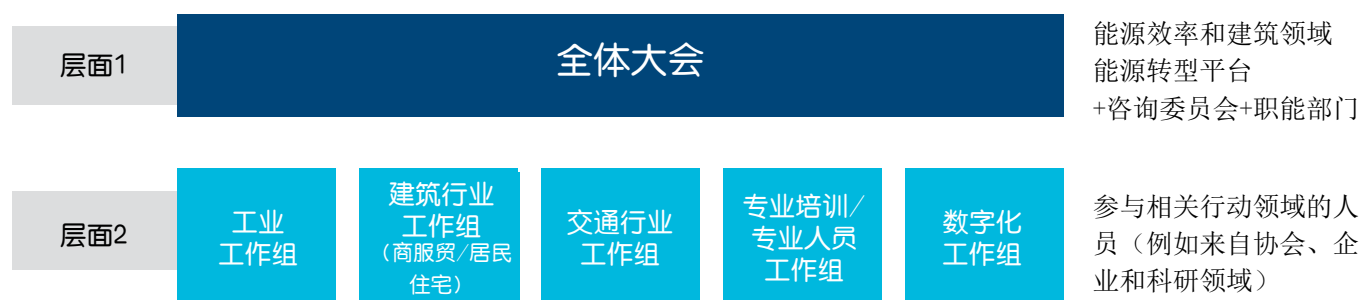 层面1
全体大会
能源效率和建筑领域
能源转型平台
+咨询委员会+职能部门
层面2
工业
工作组
建筑行业
工作组
（商服贸/居民
住宅）
交通行业
工作组
专业培训/
专业人员
工作组
数字化
工作组
参与相关行动领域的人
员（例如来自协会、企
业和科研领域）